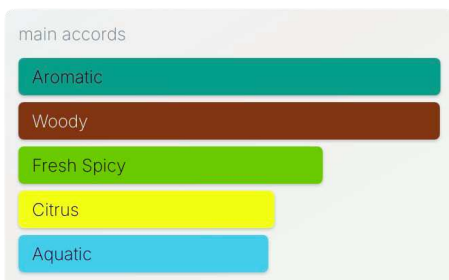 main accords
Aromatic
Woody
Fresh Spicy
Citrus
Aquatic